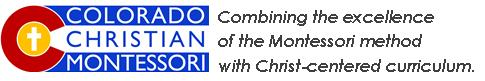 COLORADO
CHRISTIAN
MONTESSORI
Combining the excellence
of the Montessori method
with Christ-centered curriculum.